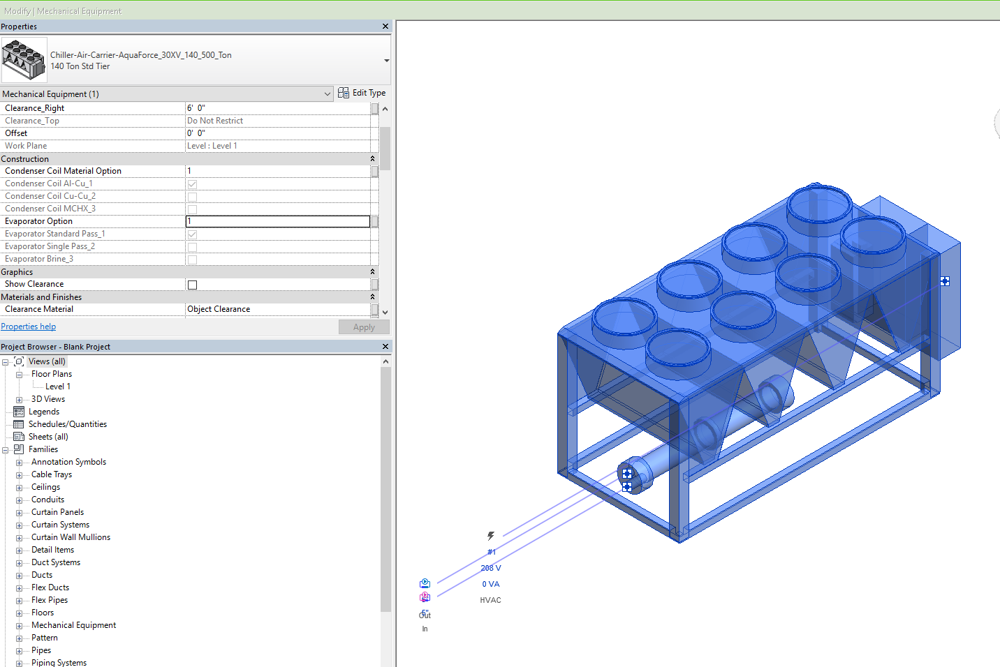 Modify | Mechanical Equipment
Properties
Chiller-Air-Carrier-AquaForce_30XV_140_500_Ton
140 Ton Std Tier
Mechanical Equipment (1)
Edit Type
Clearance_Right 6' 0"
Clearance_Top Do Not Restrict
Offset 0' 0"
Work Plane Level : Level 1
Construction
Condenser Coil Material Option 1
Condenser Coil Al-Cu_1
Condenser Coil Cu-Cu_2
Condenser Coil MCHX_3
Evaporator Option 1
Evaporator Standard Pass_1
Evaporator Single Pass_2
Evaporator Brine_3
Graphics
Show Clearance
Materials and Finishes
Clearance Material Object Clearance
Properties help
Apply
Project Browser - Blank Project
Views (all)
Floor Plans
Level 1
3D Views
Legends
Schedules/Quantities
Sheets (all)
Families
Annotation Symbols
Cable Trays
Ceilings
Conduits
Curtain Panels
Curtain Systems
Curtain Wall Mullions
Detail Items
Duct Systems
Ducts
Flex Ducts
Flex Pipes
Floors
Mechanical Equipment
Pattern
Pipes
Piping Systems
#1
208 V
0 VA
HVAC
5"
Out
In